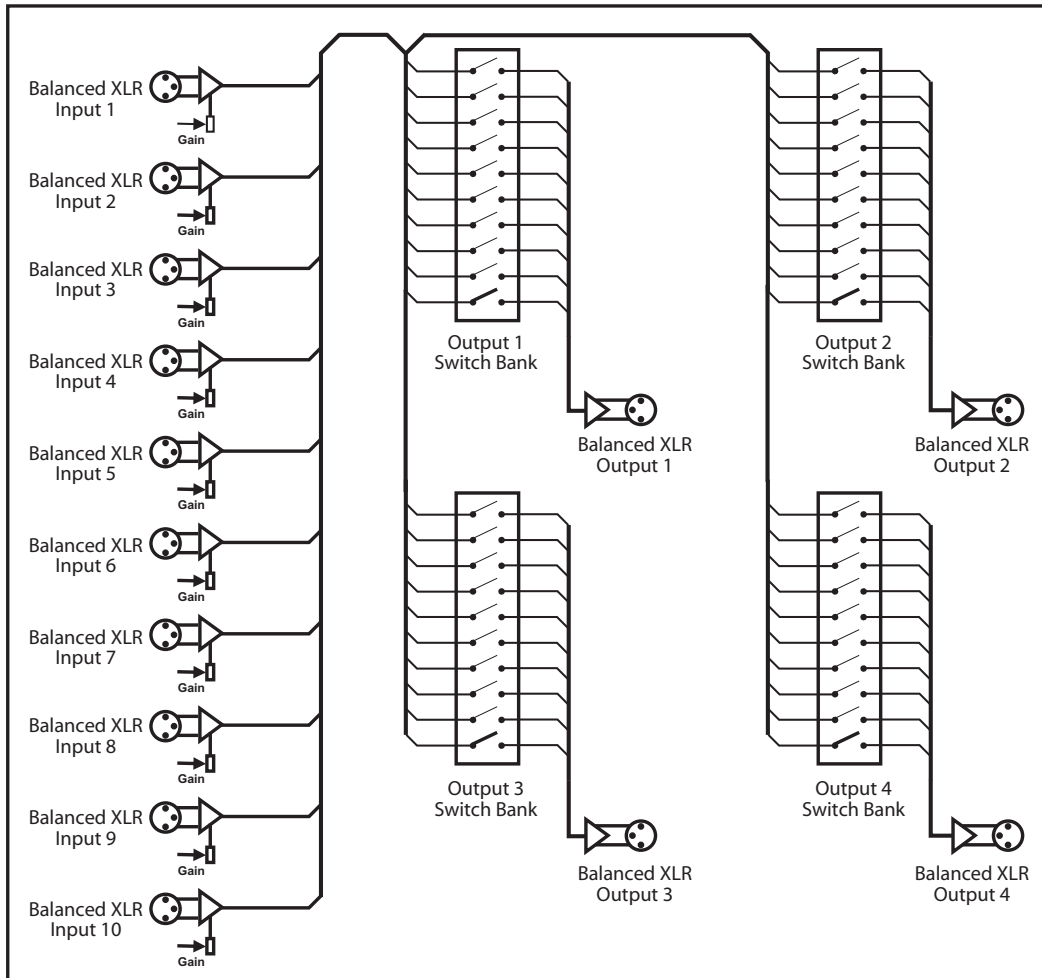 Balanced XLR
Input 1
Gain
Balanced XLR
Input 2
Gain
Balanced XLR
Input 3
Gain
Balanced XLR
Input 4
Gain
Balanced XLR
Input 5
Gain
Balanced XLR
Input 6
Gain
Balanced XLR
Input 7
Gain
Balanced XLR
Input 8
Gain
Balanced XLR
Input 9
Gain
Balanced XLR
Input 10
Gain
Output 1
Switch Bank
Balanced XLR
Output 1
Output 2
Switch Bank
Balanced XLR
Output 2
Output 3
Switch Bank
Balanced XLR
Output 3
Output 4
Switch Bank
Balanced XLR
Output 4